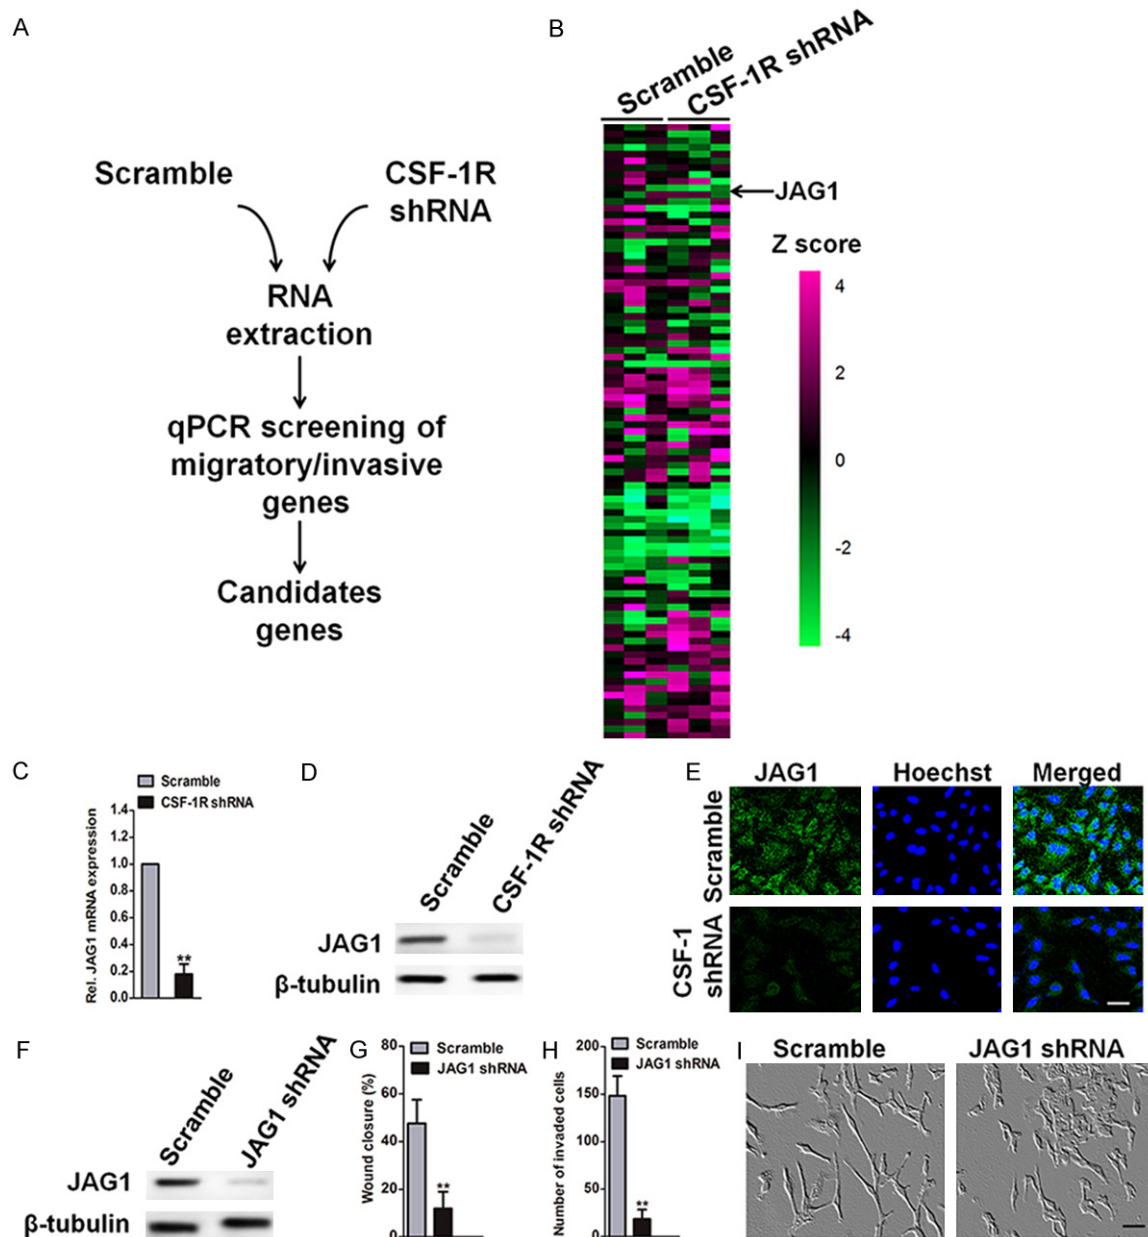 A
Scramble
CSF-1R
shRNA
RNA
extraction
qPCR screening of
migratory/invasive
genes
Candidates
genes
B
Scramble
CSF-1R shRNA
JAG1
Z score
4
2
0
-2
-4
C
Scramble
CSF-1R shRNA
Rel. JAG1 mRNA expression
1.4
1.2
1.0
0.8
0.6
0.4
0.2
0.0
**
D
Scramble
CSF-1R shRNA
JAG1
β-tubulin
E
JAG1
Hoechst
Merged
Scramble
CSF-1
shRNA
F
Scramble
JAG1 shRNA
JAG1
β-tubulin
G
Scramble
JAG1 shRNA
Wound closure (%)
80
60
40
20
0
**
H
Scramble
JAG1 shRNA
Number of invaded cells
200
150
100
50
0
**
I
Scramble
JAG1 shRNA